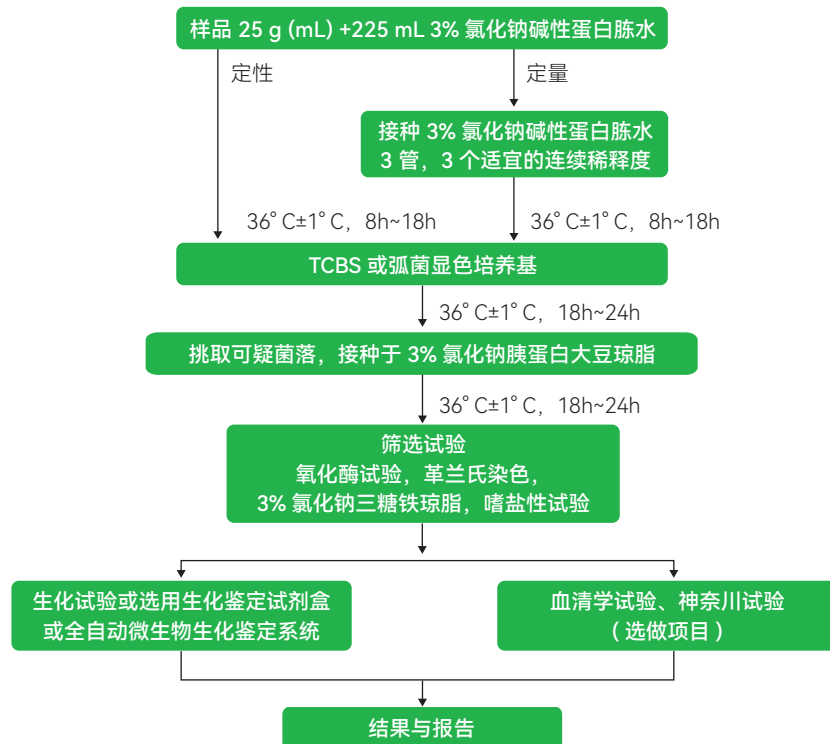 样品 25 g (mL) +225 mL 3% 氯化钠碱性蛋白胨水
定性
定量
接种 3% 氯化钠碱性蛋白胨水
3 管，3 个适宜的连续稀释度
36°C±1°C，8h~18h
36°C±1°C，8h~18h
TCBS 或弧菌显色培养基
36°C±1°C，18h~24h
挑取可疑菌落，接种于 3% 氯化钠胰蛋白大豆琼脂
36°C±1°C，18h~24h
筛选试验
氧化酶试验，革兰氏染色，
3% 氯化钠三糖铁琼脂，嗜盐性试验
生化试验或选用生化鉴定试剂盒
或全自动微生物生化鉴定系统
血清学试验、神奈川试验
( 选做项目 )
结果与报告